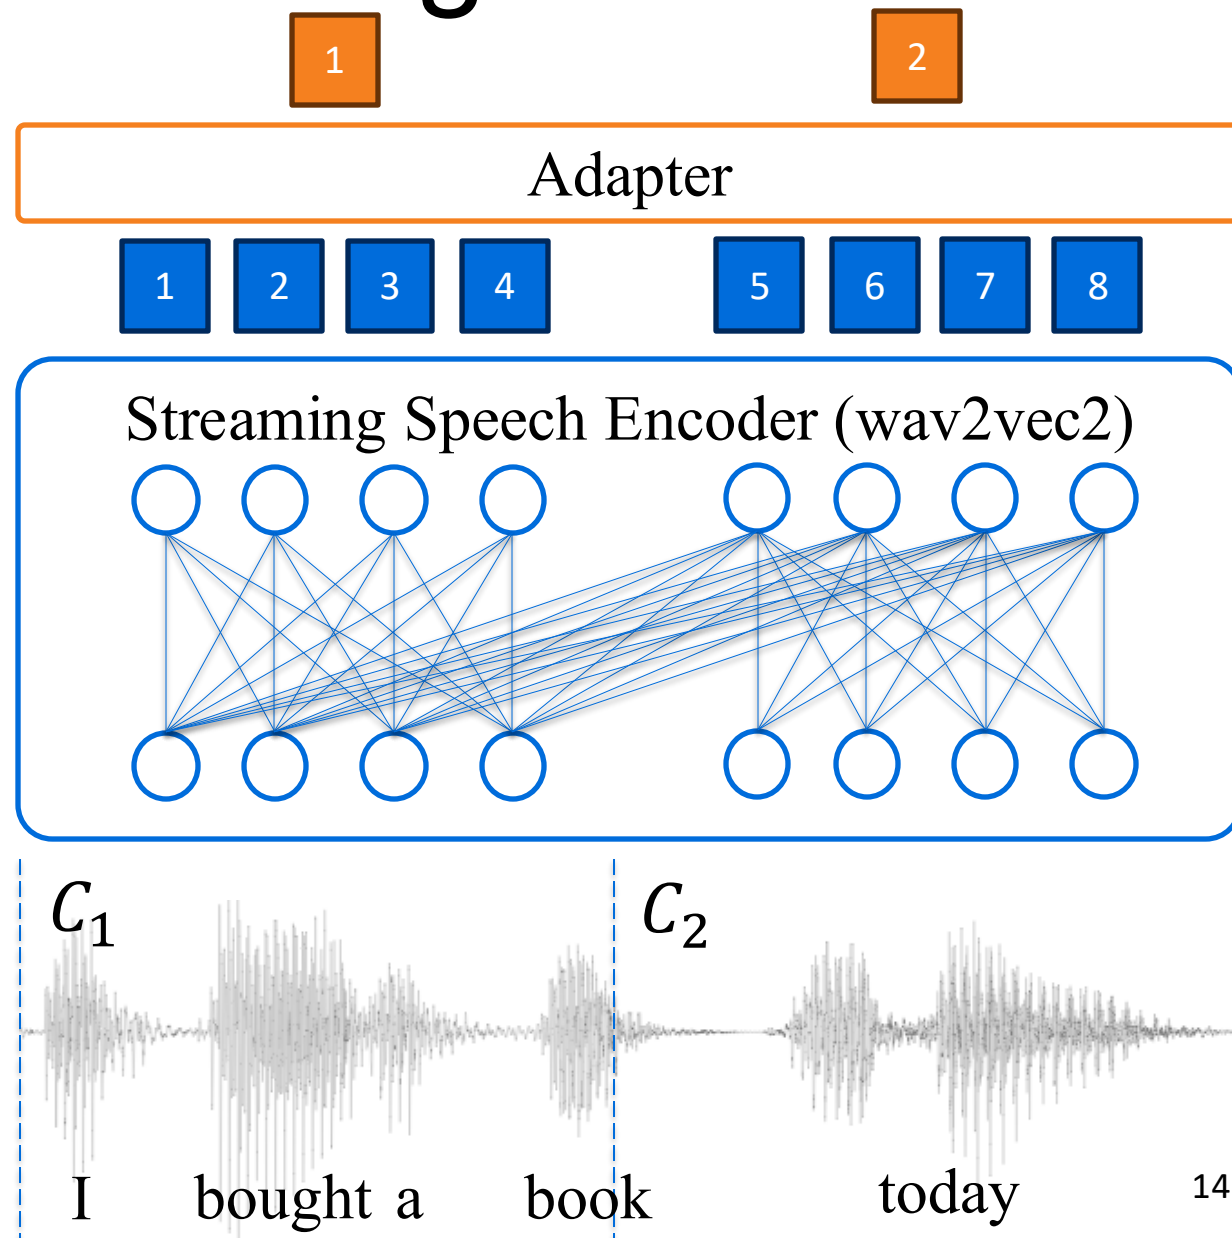 1 2
Adapter
1 2 3 4 5 6 7 8
Streaming Speech Encoder (wav2vec2)
C₁ C₂
I bought a book today
14